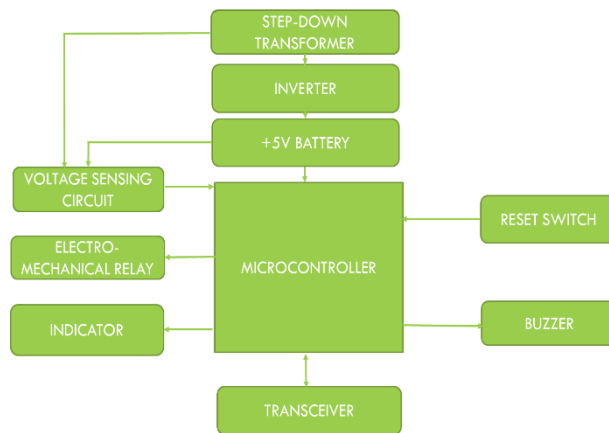 STEP-DOWN
TRANSFORMER
INVERTER
+5V BATTERY
VOLTAGE SENSING
CIRCUIT
RESET SWITCH
ELECTRO-
MECHANICAL RELAY
MICROCONTROLLER
INDICATOR
BUZZER
TRANSCEIVER